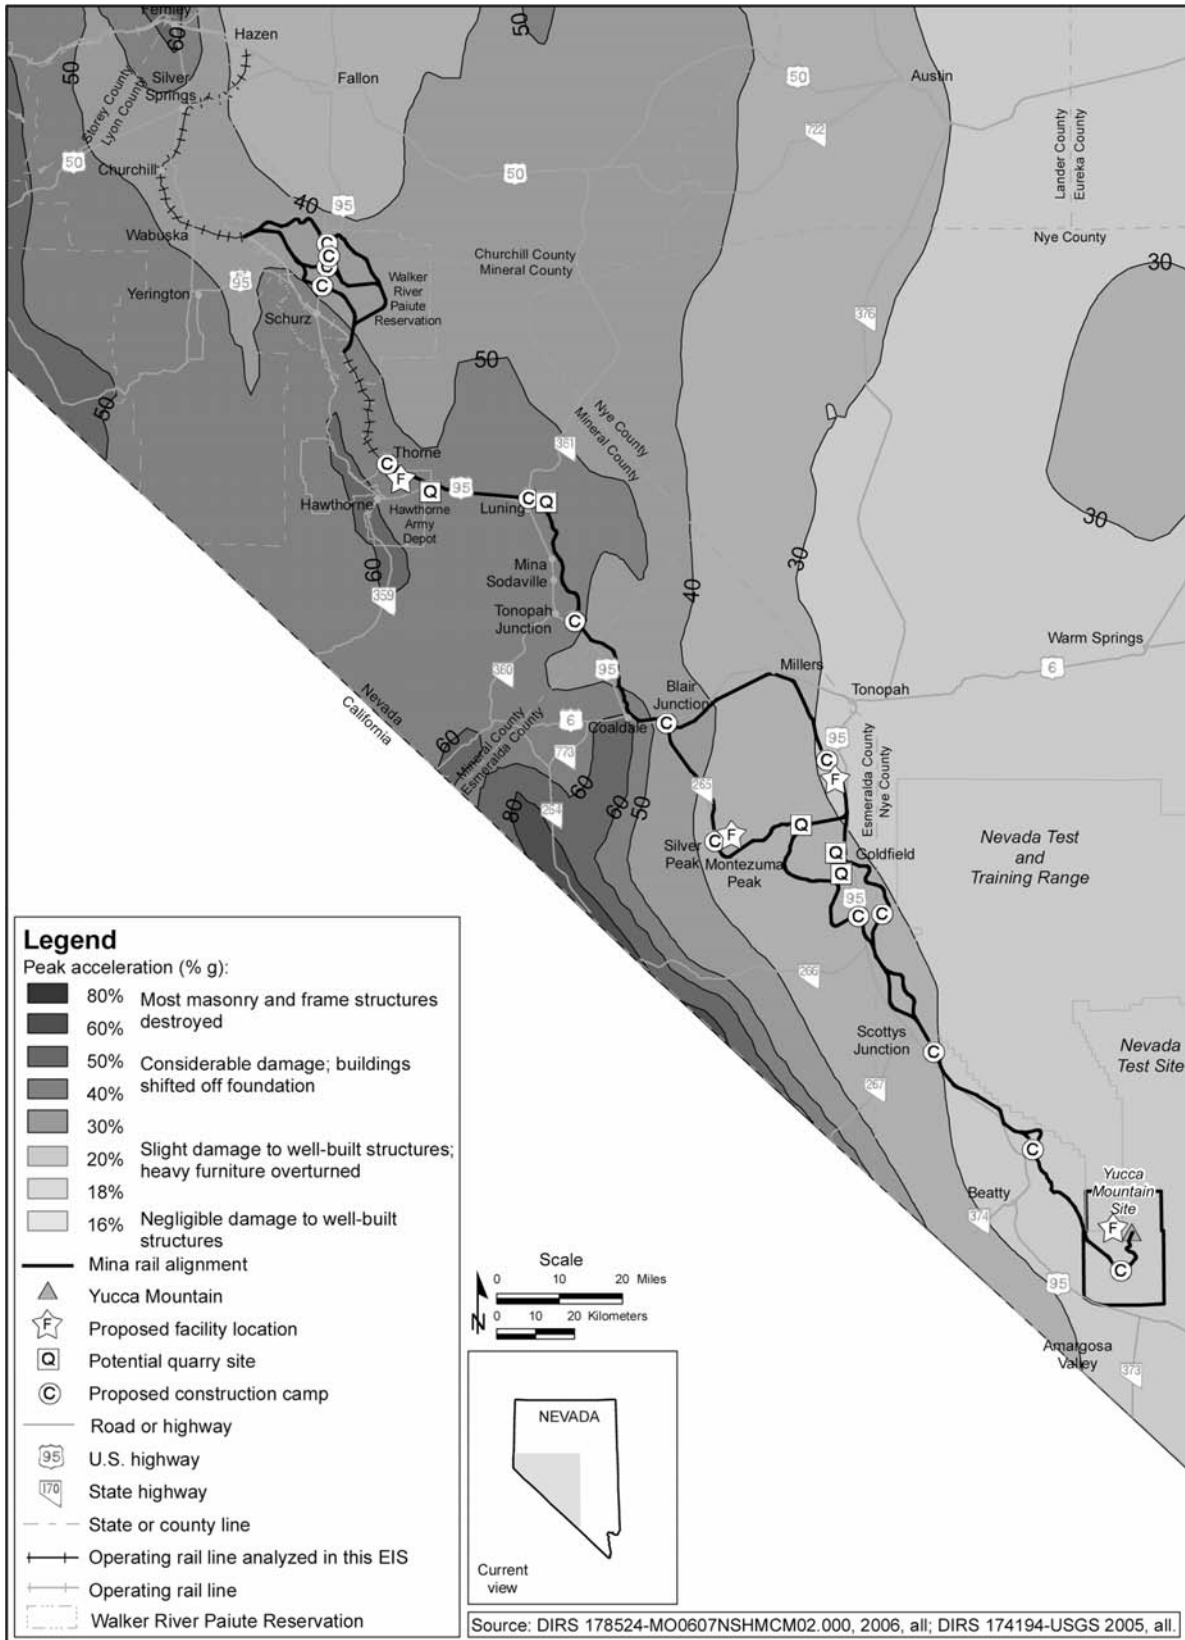 Fernley
Hazen
60
50
50
Silver
Springs
Fallon
50
Austin
Storey County
Lyon County
722
Lander County
Eureka County
50
50
Churchill
40
95
Wabuska
Churchill County
Mineral County
Nye County
30
C
C
C
C
Walker
River
Paiute
Reservation
95
Yerington
Schurz
376
50
50
Nye County
Mineral County
361
C
Thorne
F
Q
95
C
Q
Hawthorne
Hawthorne
Army
Depot
Luning
30
30
Mina
Sodaville
60
40
359
Tonopah
Junction
C
Warm Springs
360
95
Millers
6
Nevada
California
Blair
Junction
Tonopah
6
Coaldale
C
95
60
Mineral County
Esmeralda County
773
C
F
Esmeralda County
Nye County
80
264
60
60
50
265
Silver
Peak
C
F
Montezuma
Peak
Q
Q
Q
Goldfield
Nevada Test
and
Training Range
95
C
C
266
Scottys
Junction
C
Nevada
Test Site
267
C
Beatty
374
Yucca
Mountain
Site
F
C
95
Amargosa
Valley
373
Legend
Peak acceleration (% g):
80%
Most masonry and frame structures
destroyed
60%
50%
Considerable damage; buildings
shifted off foundation
40%
30%
Slight damage to well-built structures;
heavy furniture overturned
20%
18%
Negligible damage to well-built
structures
16%
Mina rail alignment
Yucca Mountain
F Proposed facility location
Q Potential quarry site
C Proposed construction camp
Road or highway
95 U.S. highway
170 State highway
State or county line
Operating rail line analyzed in this EIS
Operating rail line
Walker River Paiute Reservation
Scale
0 10 20 Miles
0 10 20 Kilometers
N
NEVADA
Current
view
Source: DIRS 178524-MO0607NSHMCM02.000, 2006, all; DIRS 174194-USGS 2005, all.